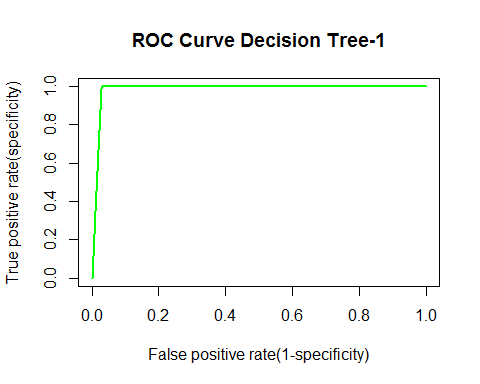 ROC Curve Decision Tree-1
True positive rate(specificity)
1.0
0.8
0.6
0.4
0.2
0.0
0.0 0.2 0.4 0.6 0.8 1.0
False positive rate(1-specificity)